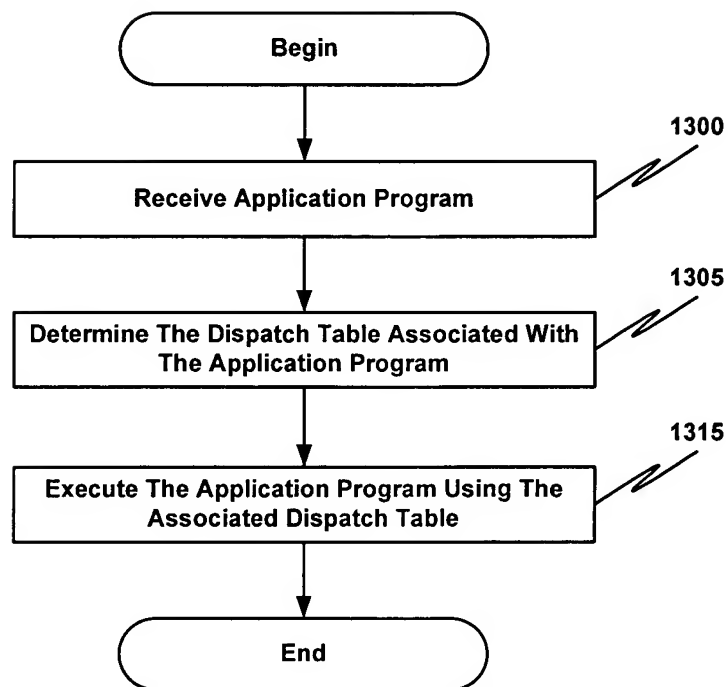 Begin
1300
Receive Application Program
1305
Determine The Dispatch Table Associated With
The Application Program
1315
Execute The Application Program Using The
Associated Dispatch Table
End